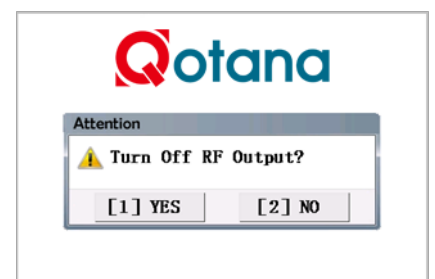 Qotana
Attention
Turn Off RF Output?
[1] YES [2] NO